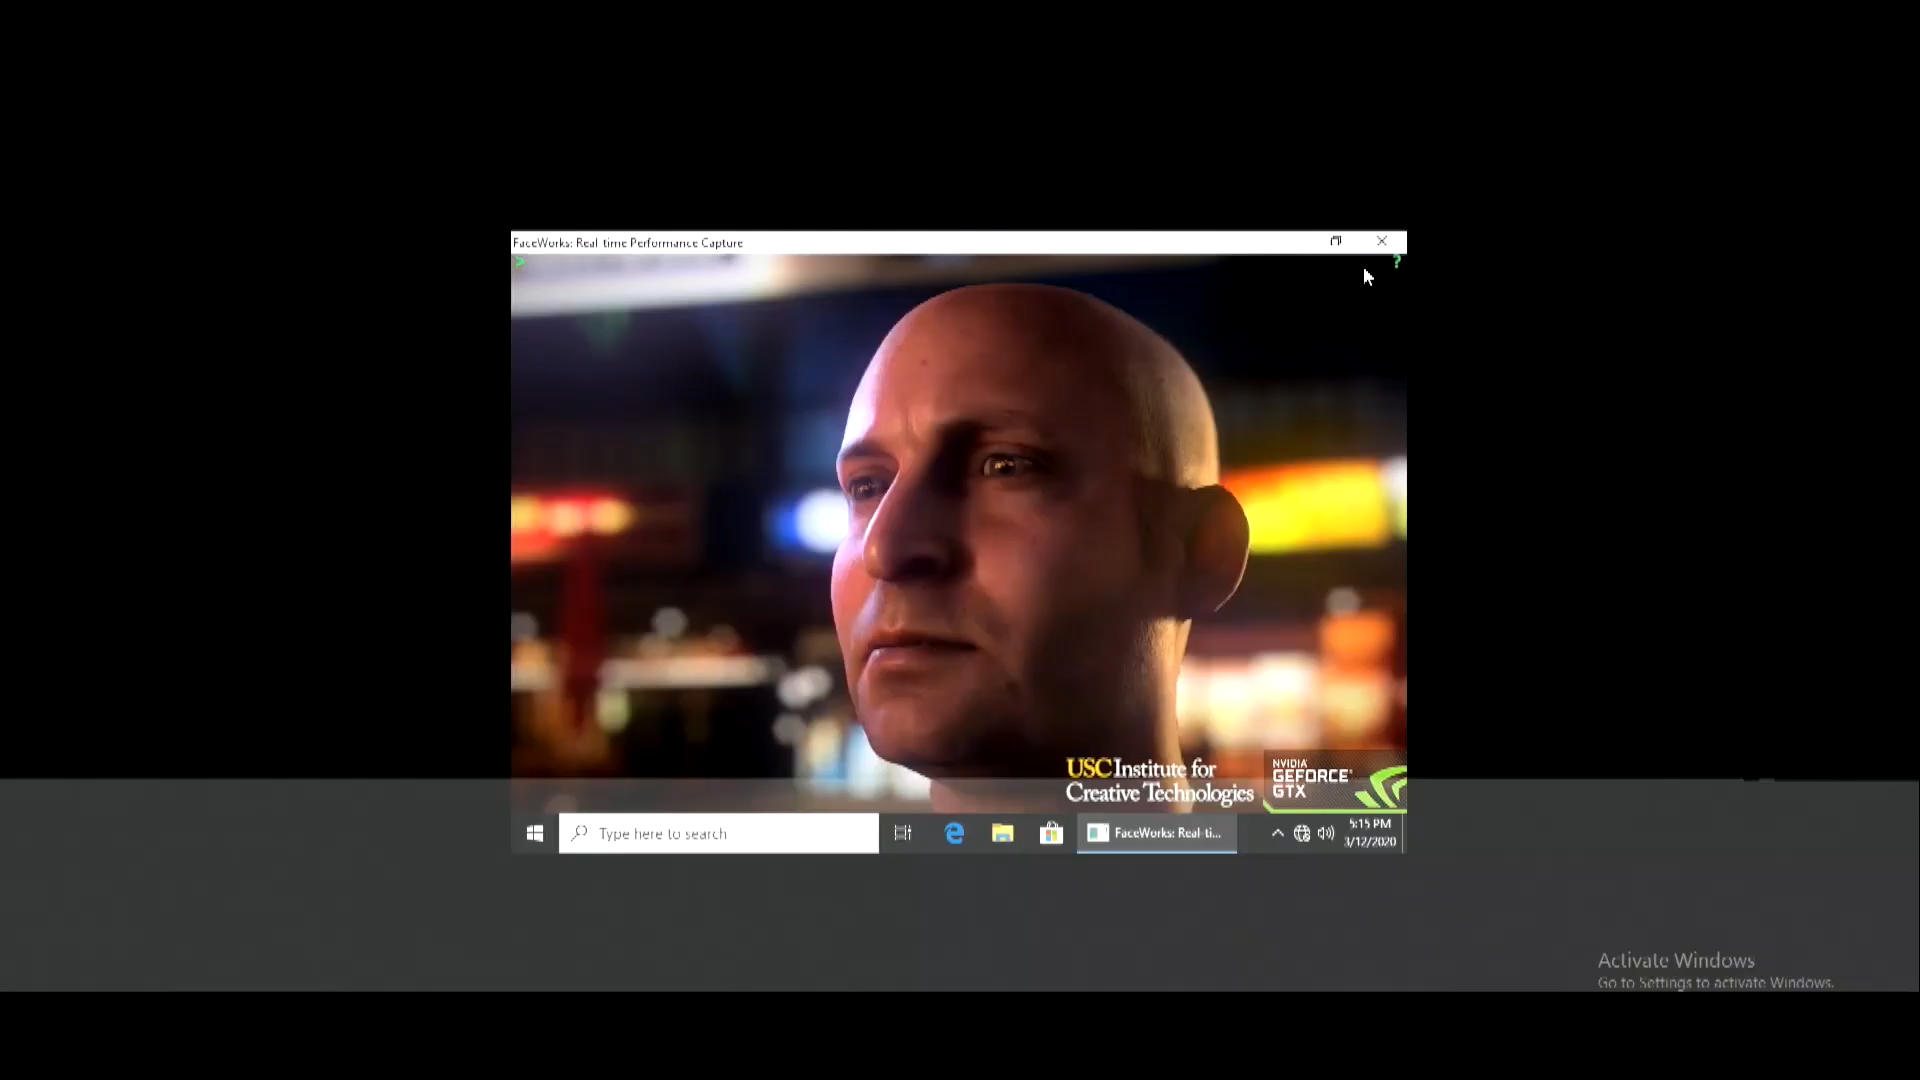 FaceWorks: Real-time Performance Capture
>
?
USC Institute for
Creative Technologies
NVIDIA
GEFORCE
GTX
Type here to search
FaceWorks: Real-ti...
5:15 PM
3/12/2020
Activate Windows
Go to Settings to activate Windows.